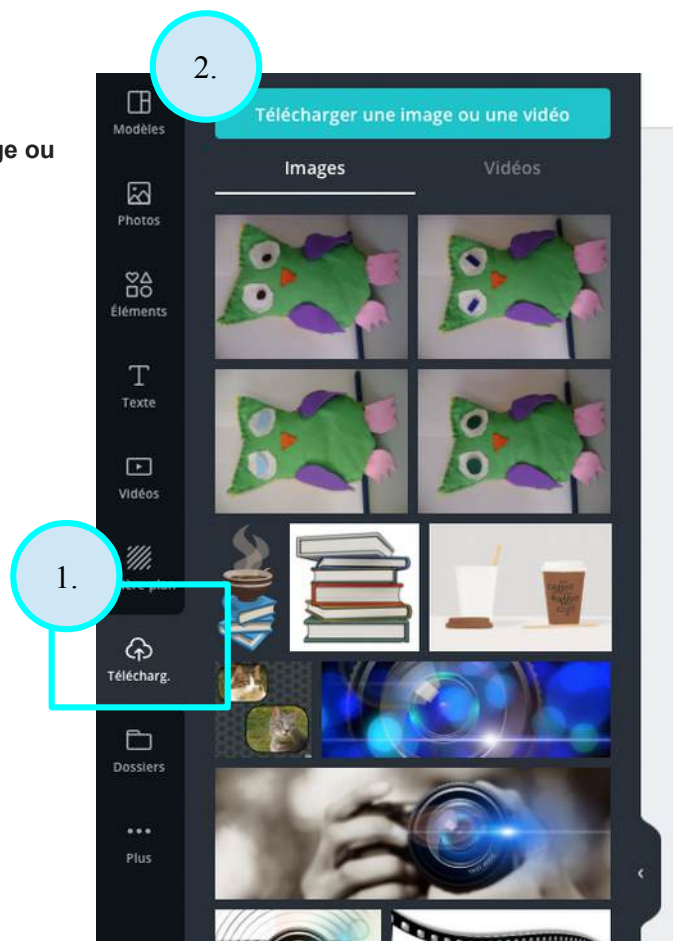 2.
ge ou
Modèles
Télécharger une image ou une vidéo
Images
Vidéos
Photos
Éléments
Texte
Vidéos
1.
plan
Télécharg.
Dossiers
Plus